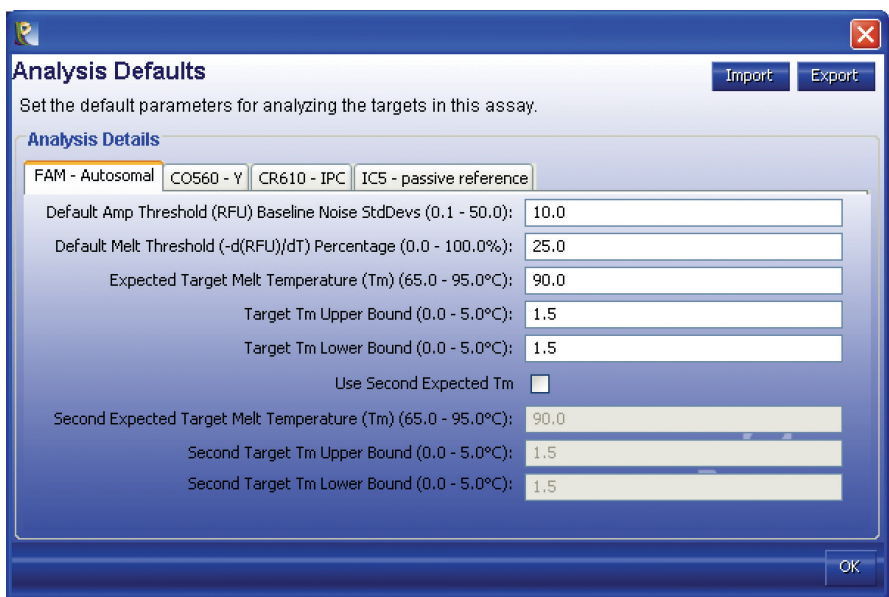 Analysis Defaults
Import Export
Set the default parameters for analyzing the targets in this assay.
Analysis Details
FAM - Autosomal CO560 - Y CR610 - IPC IC5 - passive reference
Default Amp Threshold (RFU) Baseline Noise StdDevs (0.1 - 50.0): 10.0
Default Melt Threshold (-d(RFU)/dT) Percentage (0.0 - 100.0%): 25.0
Expected Target Melt Temperature (Tm) (65.0 - 95.0°C): 90.0
Target Tm Upper Bound (0.0 - 5.0°C): 1.5
Target Tm Lower Bound (0.0 - 5.0°C): 1.5
Use Second Expected Tm
Second Expected Target Melt Temperature (Tm) (65.0 - 95.0°C): 90.0
Second Target Tm Upper Bound (0.0 - 5.0°C): 1.5
Second Target Tm Lower Bound (0.0 - 5.0°C): 1.5
OK